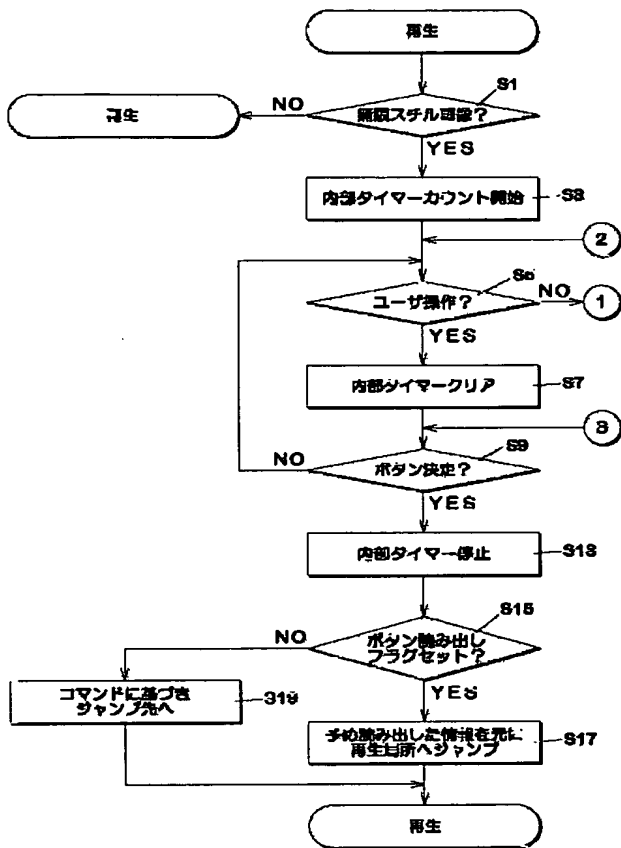 再生
S1
無限スチル画像?
NO
再生
YES
内部タイマーカウント開始
S3
2
S5
ユーザ操作?
NO
1
YES
内部タイマークリア
S7
3
S9
ボタン決定?
NO
YES
内部タイマー停止
S13
S15
ボタン読み出し
フラグセット?
NO
YES
コマンドに基づき
ジャンプ先へ
S19
予め読み出した情報を元に
再生箇所へジャンプ
S17
再生